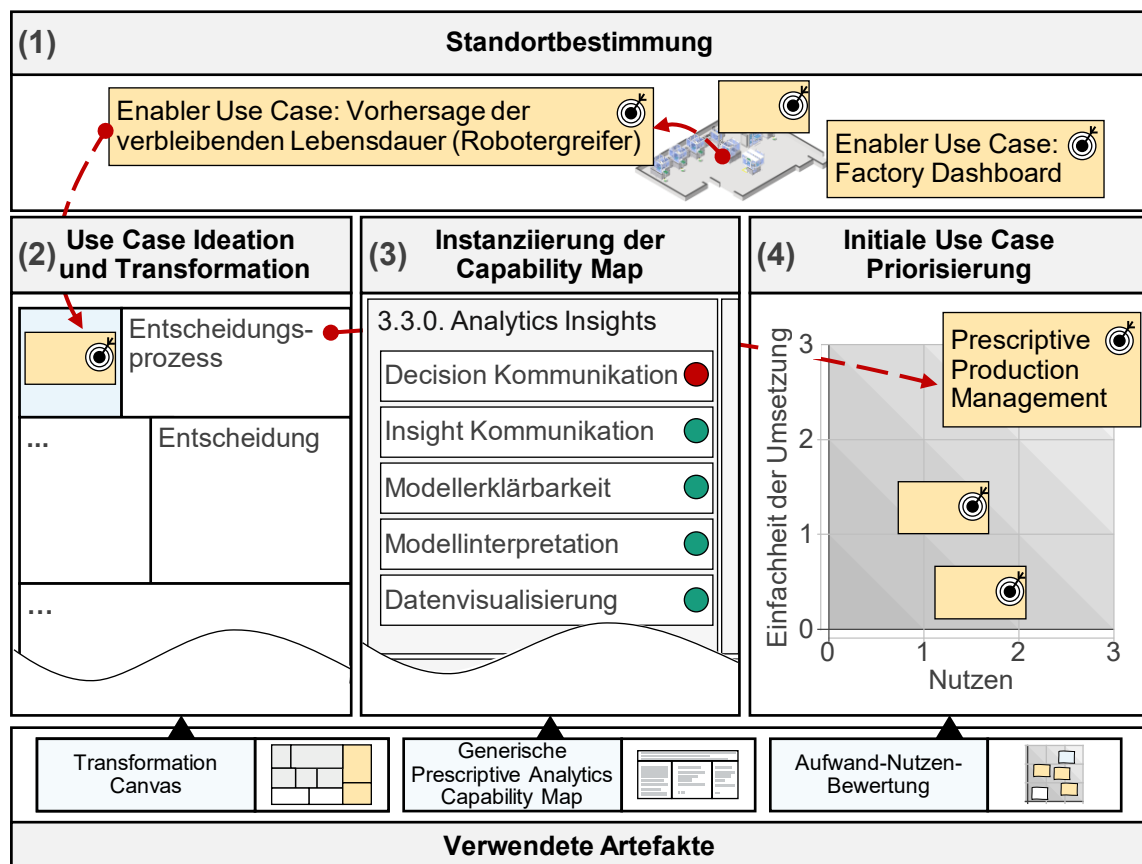 (1)
Standortbestimmung
Enabler Use Case: Vorhersage der
verbleibenden Lebensdauer (Robotergreifer)
Enabler Use Case:
Factory Dashboard
(2)
Use Case Ideation
und Transformation
Entscheidungs-
prozess
...
Entscheidung
...
(3)
Instanziierung der
Capability Map
3.3.0. Analytics Insights
Decision Kommunikation
Insight Kommunikation
Modellerklärbarkeit
Modellinterpretation
Datenvisualisierung
(4)
Initiale Use Case
Priorisierung
Prescriptive
Production
Management
Einfachheit der Umsetzung
3
2
1
0
0
1
2
3
Nutzen
Transformation
Canvas
Generische
Prescriptive Analytics
Capability Map
Aufwand-Nutzen-
Bewertung
Verwendete Artefakte